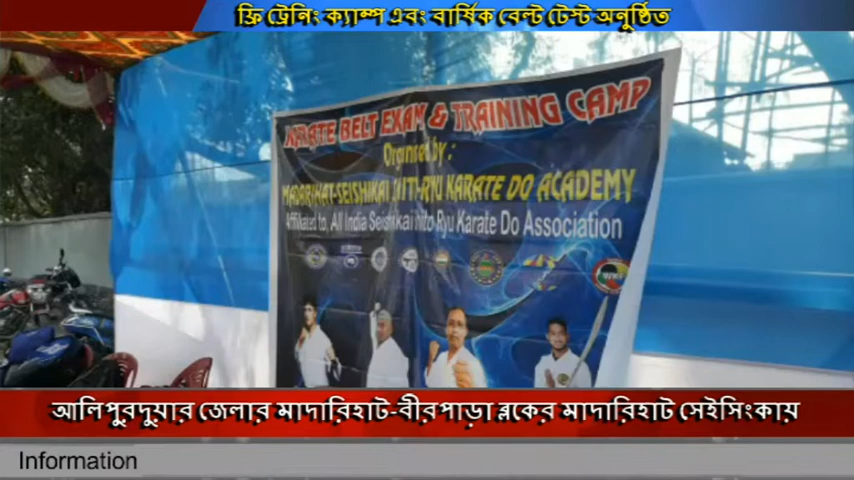 ফ্রি ট্রেনিং ক্যাম্প এবং বার্ষিক বেল্ট টেস্ট অনুষ্ঠিত
KARATE BELT EXAM & TRAINING CAMP
Organised by :
MADARIHAT-SEISHIKAI SHITO-RYU KARATE DO ACADEMY
Affiliated to, All India Seishikai Shito Ryu Karate Do Association
WKF
আলিপুরদুয়ার জেলার মাদারিহাট-বীরপাড়া ব্লকের মাদারিহাট সেইসিংকায়
Information